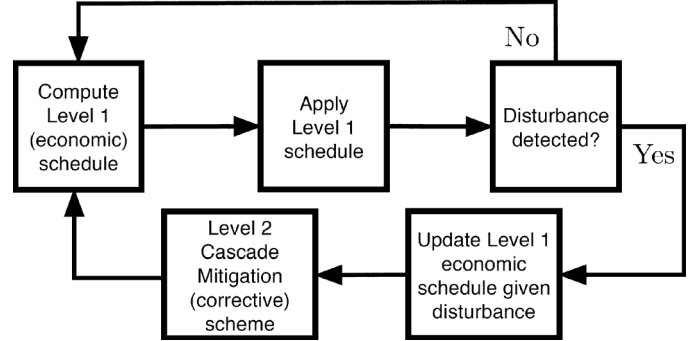 No
Compute
Level 1
(economic)
schedule
Apply
Level 1
schedule
Disturbance
detected?
Yes
Level 2
Cascade
Mitigation
(corrective)
scheme
Update Level 1
economic
schedule given
disturbance